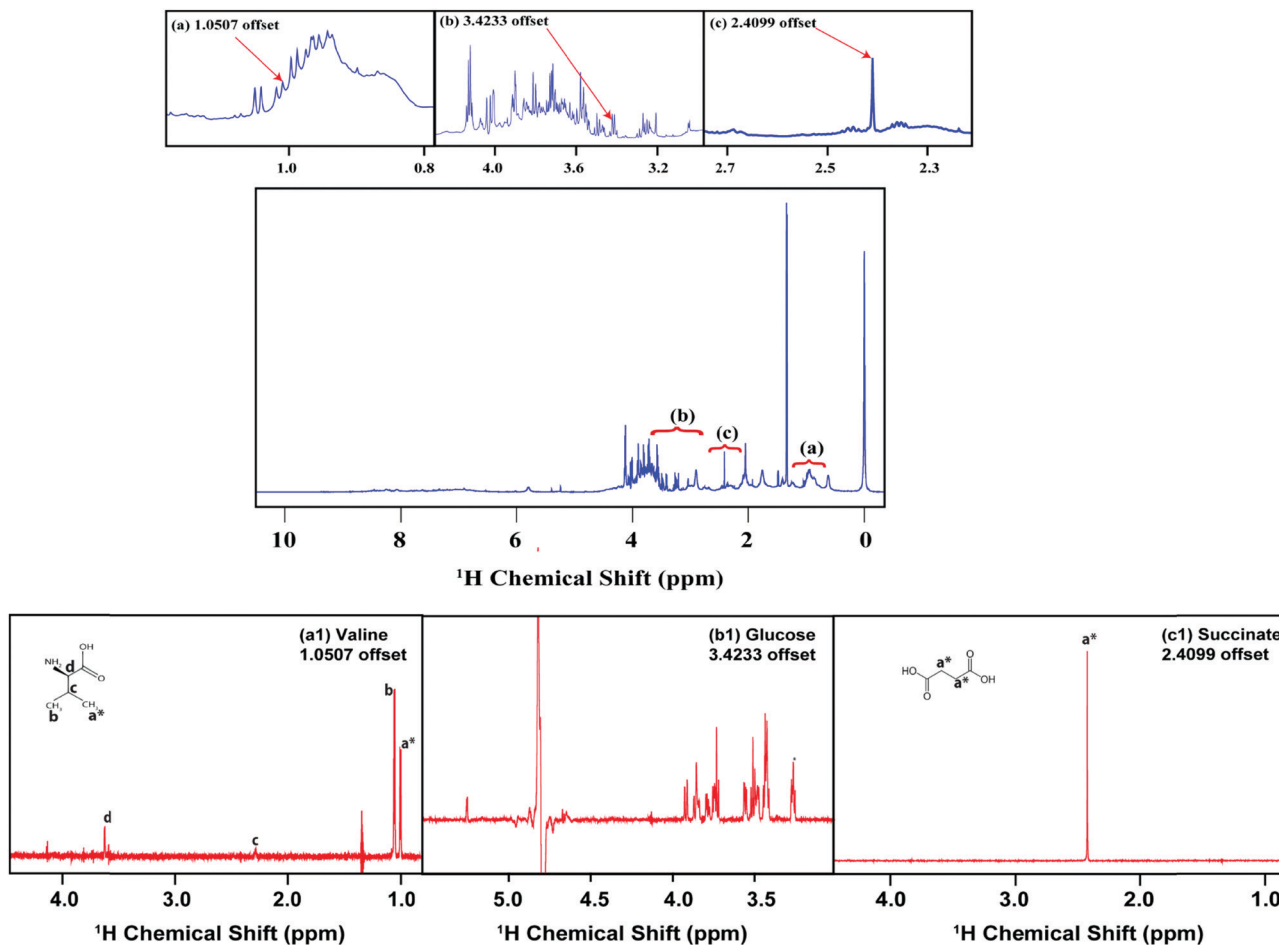 (a) 1.0507 offset
(b) 3.4233 offset
(c) 2.4099 offset
1.0 0.8
4.0 3.6 3.2
2.7 2.5 2.3
(b)
(c)
(a)
10 8 6 4 2 0
¹H Chemical Shift (ppm)
(a1) Valine
1.0507 offset
OH
NH₂
d
O
c
CH₃
CH₃
b
a*
b
a*
d
c
4.0 3.0 2.0 1.0
¹H Chemical Shift (ppm)
(b1) Glucose
3.4233 offset
5.0 4.5 4.0 3.5
¹H Chemical Shift (ppm)
(c1) Succinate
2.4099 offset
a*
O
a*
HO
a*
OH
O
4.0 3.0 2.0 1.0
¹H Chemical Shift (ppm)